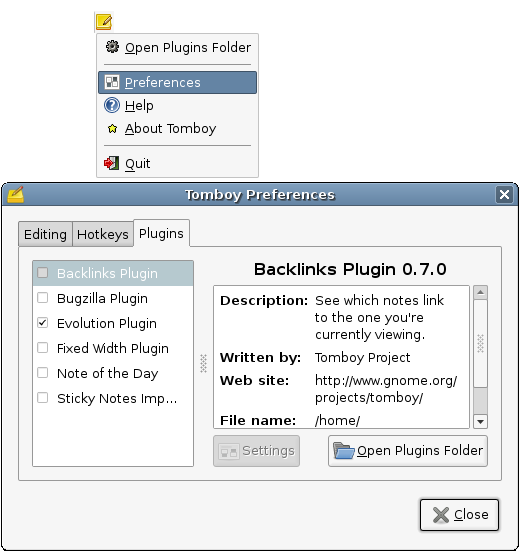 Open Plugins Folder
Preferences
Help
About Tomboy
Quit
Tomboy Preferences
Editing
Hotkeys
Plugins
Backlinks Plugin
Bugzilla Plugin
Evolution Plugin
Fixed Width Plugin
Note of the Day
Sticky Notes Imp...
Backlinks Plugin 0.7.0
Description: See which notes link
to the one you're
currently viewing.
Written by: Tomboy Project
Web site: http://www.gnome.org/
projects/tomboy/
File name: /home/
Settings
Open Plugins Folder
Close